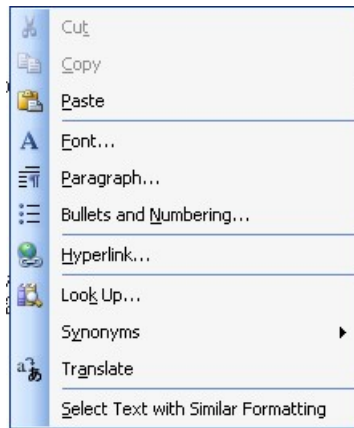 Cut
Copy
Paste
Font...
Paragraph...
Bullets and Numbering...
Hyperlink...
Look Up...
Synonyms
Translate
Select Text with Similar Formatting